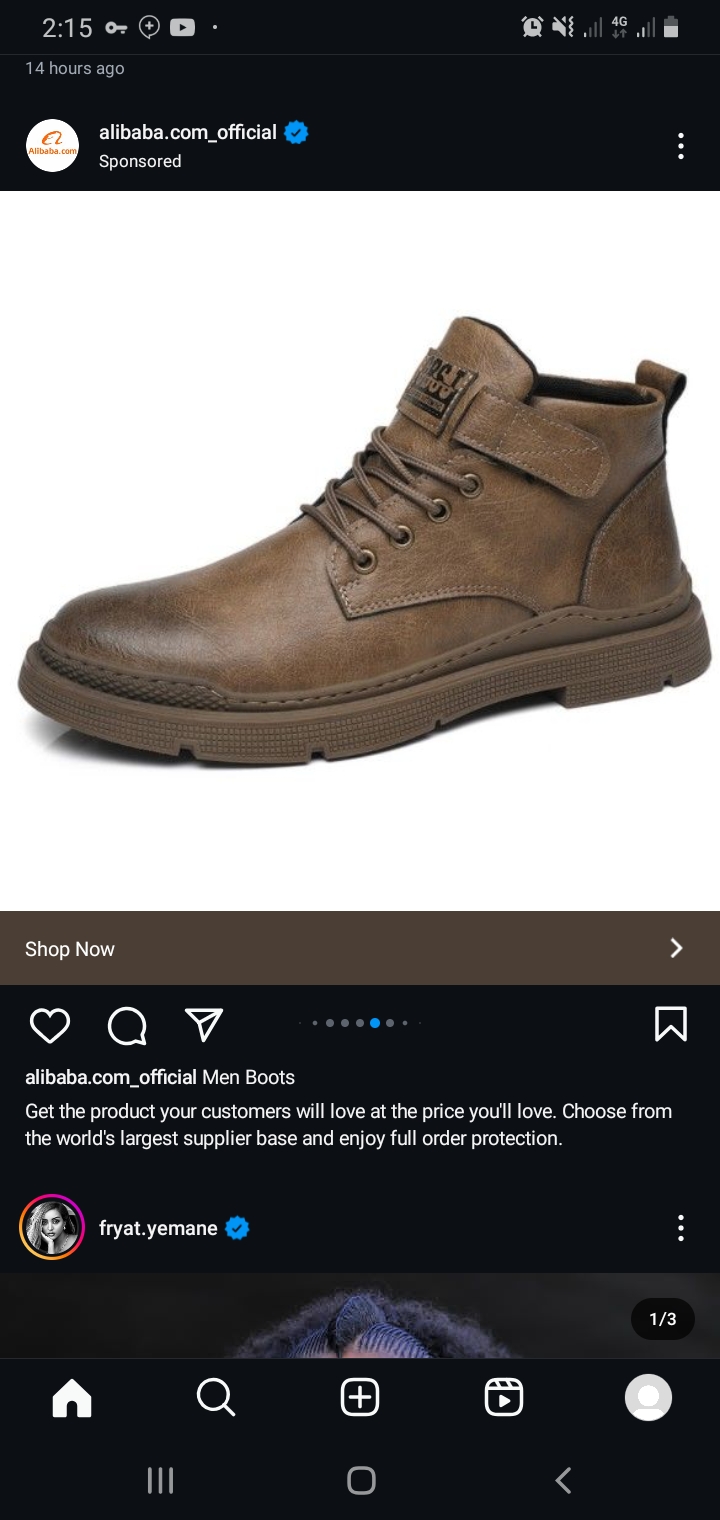 2:15
4G
14 hours ago
Alibaba.com
alibaba.com_official
Sponsored
Shop Now
alibaba.com_official Men Boots
Get the product your customers will love at the price you'll love. Choose from
the world's largest supplier base and enjoy full order protection.
fryat.yemane
1/3